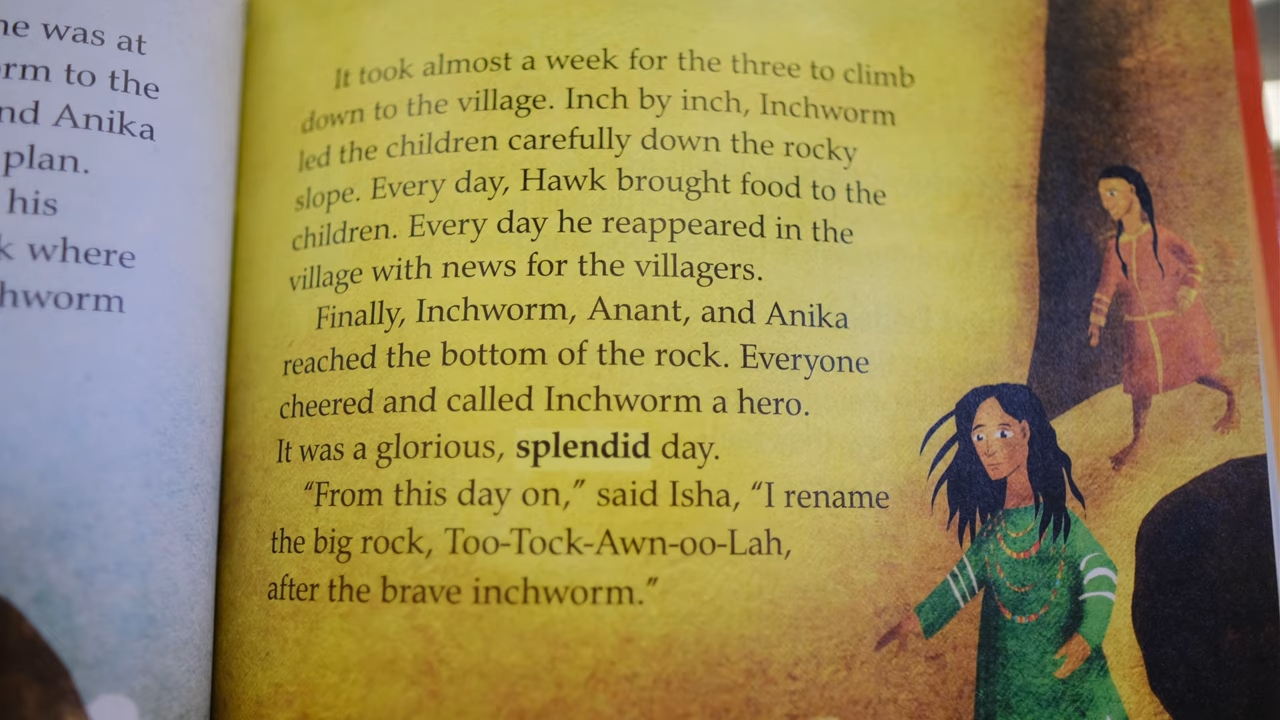 ne was at
rm to the
nd Anika
plan.
his
k where
hworm
It took almost a week for the three to climb
down to the village. Inch by inch, Inchworm
led the children carefully down the rocky
slope. Every day, Hawk brought food to the
children. Every day he reappeared in the
village with news for the villagers.
Finally, Inchworm, Anant, and Anika
reached the bottom of the rock. Everyone
cheered and called Inchworm a hero.
It was a glorious, splendid day.
“From this day on,” said Isha, “I rename
the big rock, Too-Tock-Awn-oo-Lah,
after the brave inchworm.”